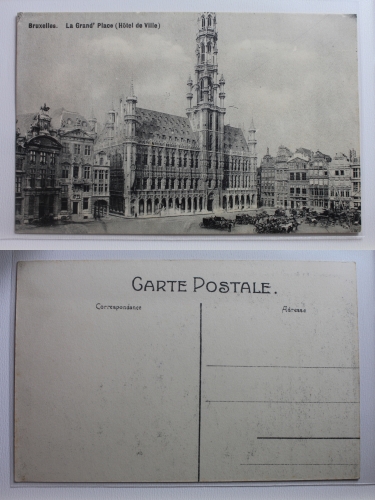 Bruxelles. La Grand' Place (Hôtel de Ville)
CARTE POSTALE.
Correspondance
Adresse